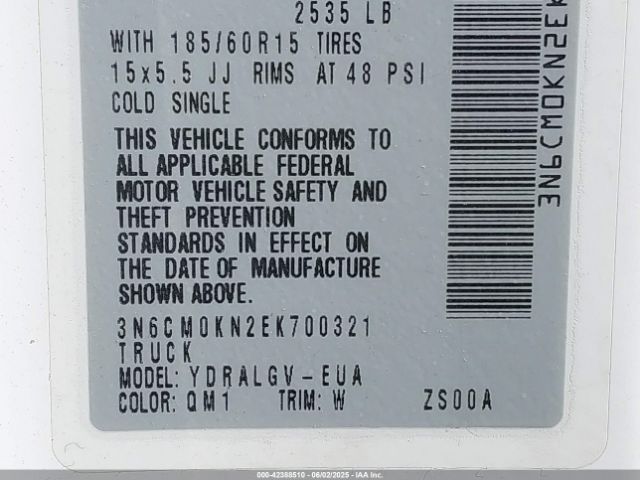 2535 LB
WITH 185/60R15 TIRES
15x5.5 JJ RIMS AT 48 PSI
COLD SINGLE
THIS VEHICLE CONFORMS TO
ALL APPLICABLE FEDERAL
MOTOR VEHICLE SAFETY AND
THEFT PREVENTION
STANDARDS IN EFFECT ON
THE DATE OF MANUFACTURE
SHOWN ABOVE.
3N6CM0KN2EK700321
TRUCK
MODEL: YDRALGV-EUA
COLOR: QM1 TRIM: W ZS00A
3N6CM0KN2EK
000-42388510 - 06/02/2025 - IAA Inc.